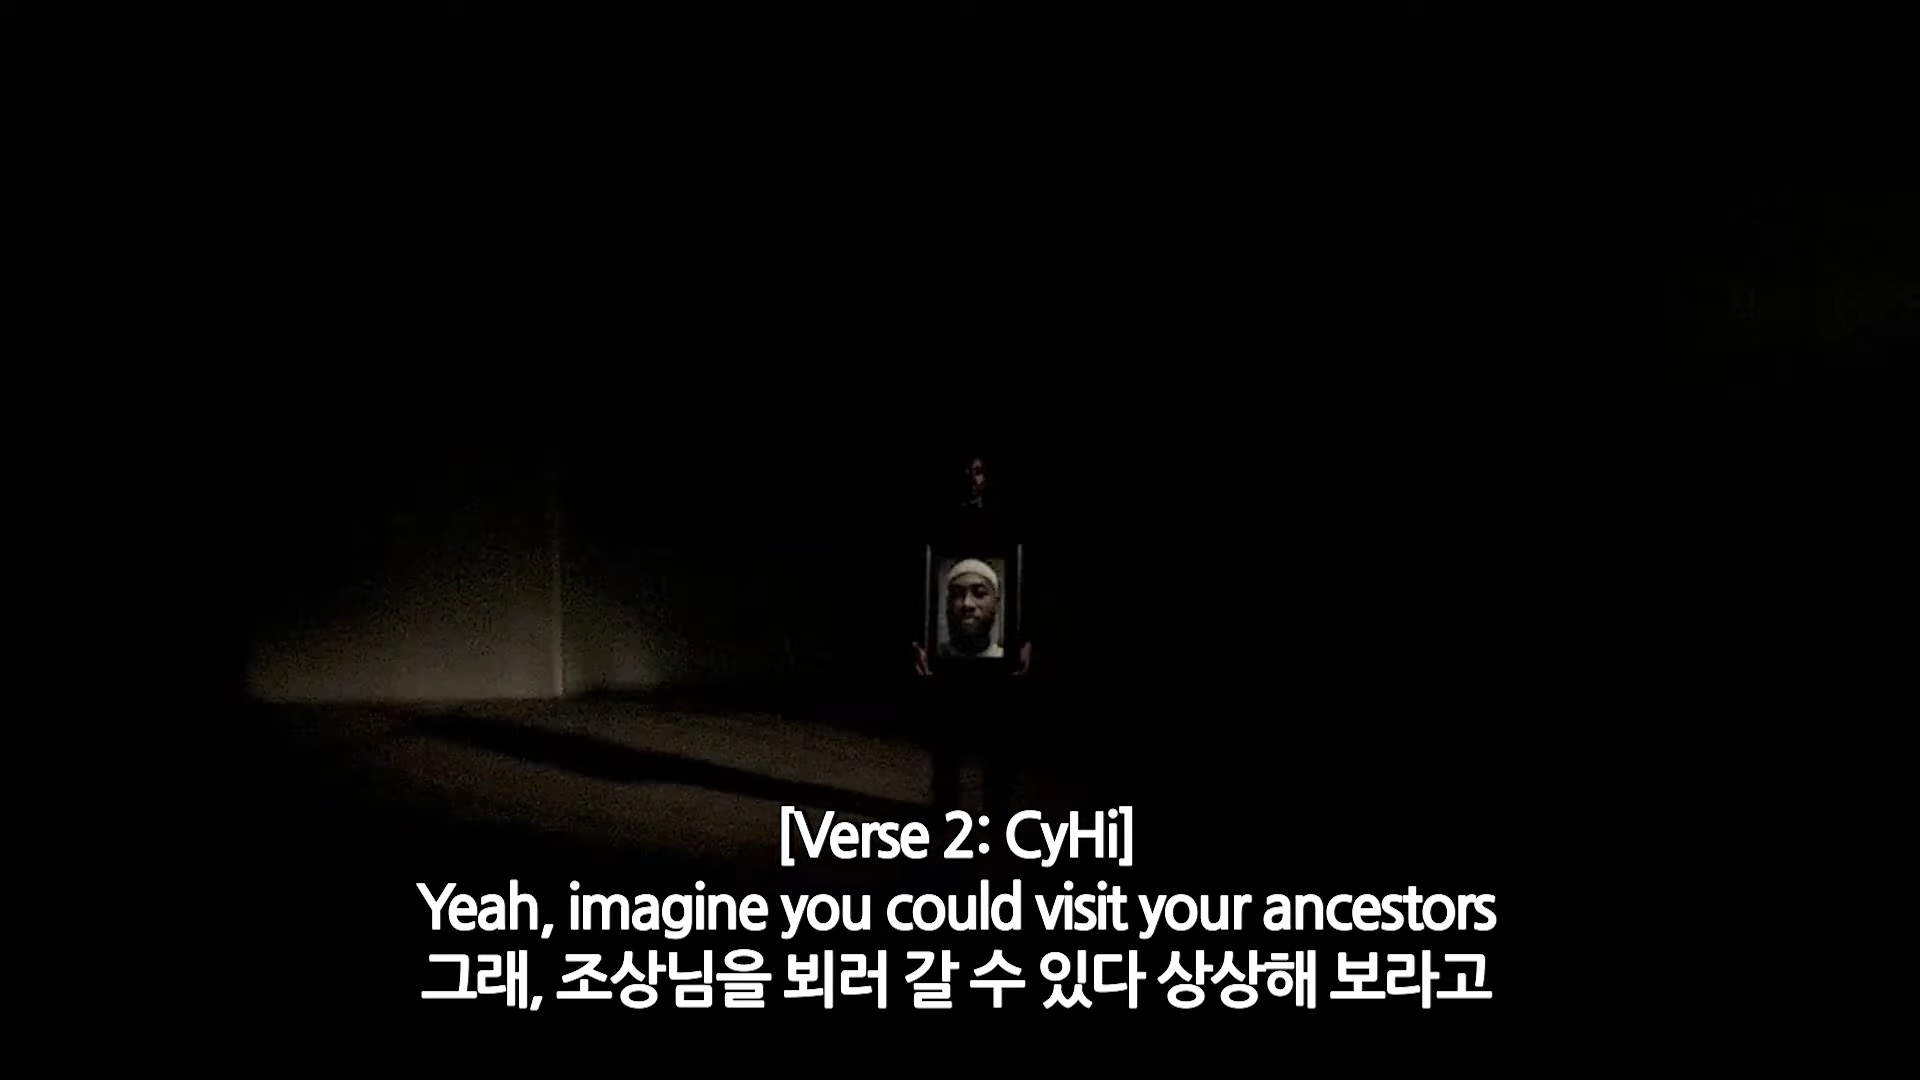 [Verse 2: CyHi]
Yeah, imagine you could visit your ancestors
그래, 조상님을 뵈러 갈 수 있다 상상해 보라고